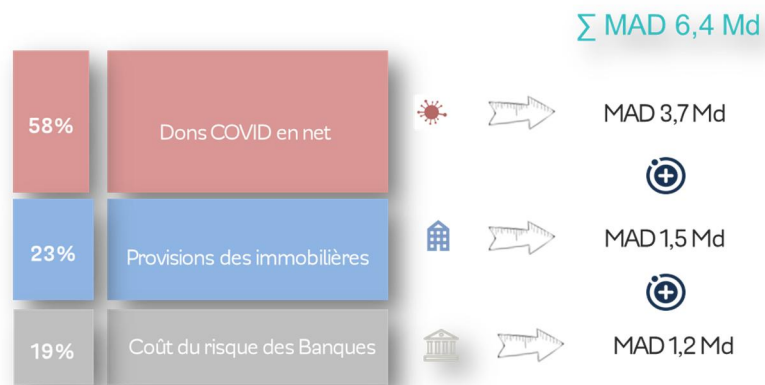 ∑ MAD 6,4 Md
58%
Dons COVID en net
MAD 3,7 Md
23%
Provisions des immobilières
MAD 1,5 Md
19%
Coût du risque des Banques
MAD 1,2 Md